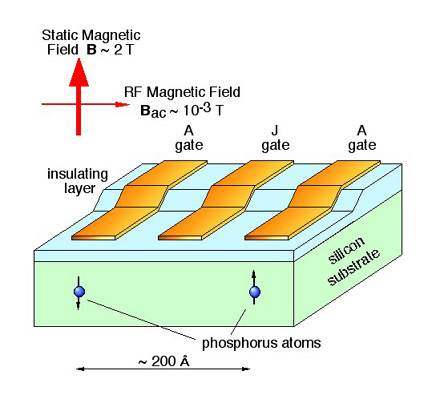 Static Magnetic
Field B ~ 2 T
RF Magnetic Field
Bac ~ 10-3 T
A
gate
J
gate
A
gate
insulating
layer
silicon
substrate
phosphorus atoms
~ 200 Å